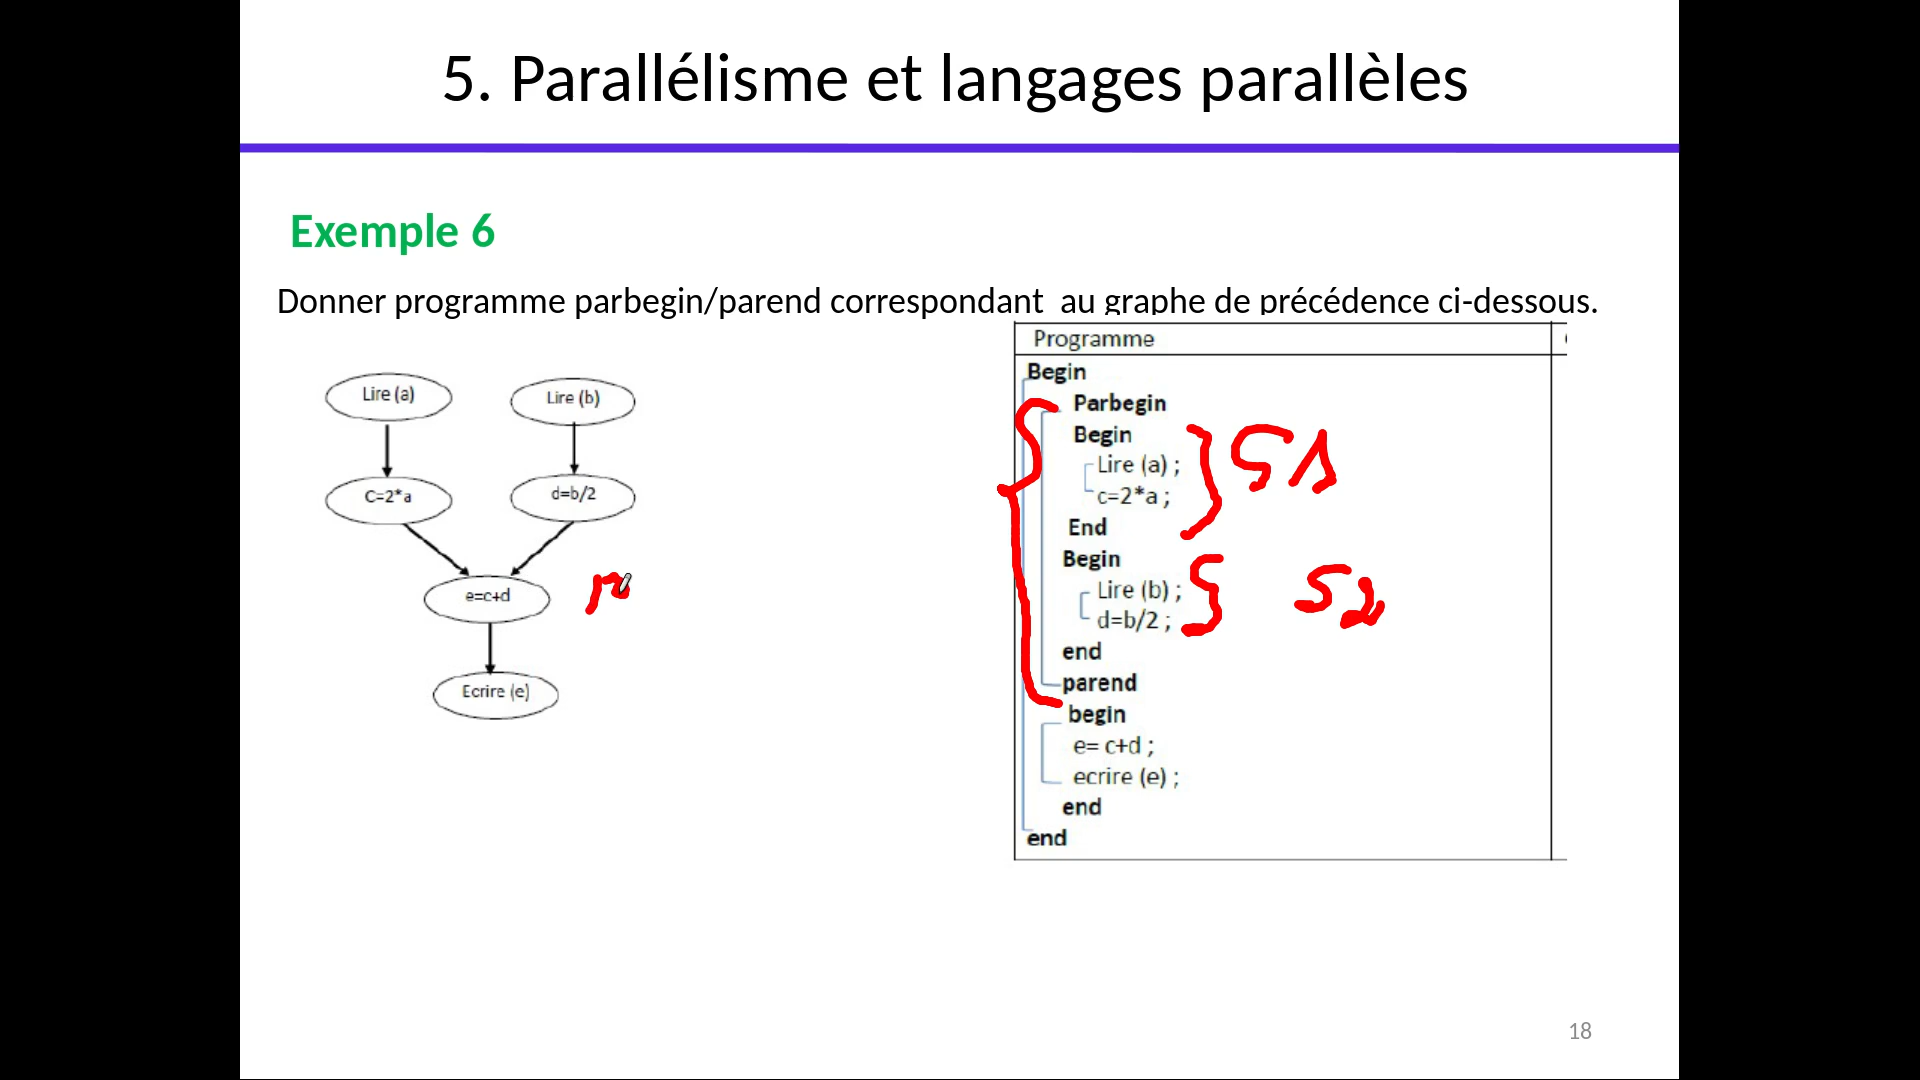 5. Parallélisme et langages parallèles
Exemple 6
Donner programme parbegin/parend correspondant au graphe de précédence ci-dessous.
Lire (a)
Lire (b)
C=2*a
d=b/2
e=c+d
Ecrire (e)
Programme
Begin
Parbegin
Begin
Lire (a) ;
c=2*a ;
S1
End
Begin
Lire (b) ;
d=b/2 ;
S2
end
parend
begin
e= c+d ;
ecrire (e) ;
end
end
18